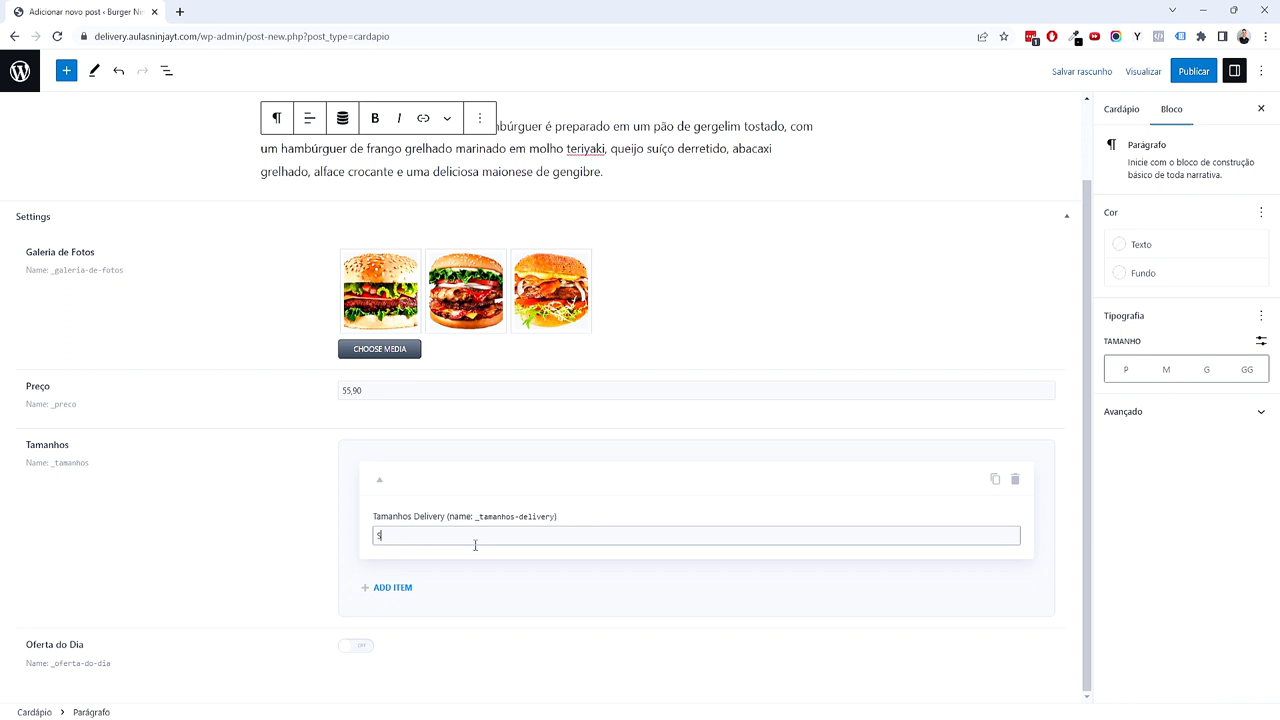 Adicionar novo post ‹ Burger Nin
delivery.aulasninjayt.com/wp-admin/post-new.php?post_type=cardapio
Salvar rascunho
Visualizar
Publicar
B
I
hbúrguer é preparado em um pão de gergelim tostado, com
um hambúrguer de frango grelhado marinado em molho teriyaki, queijo suíço derretido, abacaxi
grelhado, alface crocante e uma deliciosa maionese de gengibre.
Settings
Galeria de Fotos
Name: _galeria-de-fotos
CHOOSE MEDIA
Preço
Name: _preco
55,90
Tamanhos
Name: _tamanhos
Tamanhos Delivery (name: _tamanhos-delivery)
S
+ ADD ITEM
Oferta do Dia
Name: _oferta-do-dia
OFF
Cardápio > Parágrafo
Cardápio
Bloco
Parágrafo
Inicie com o bloco de construção
básico de toda narrativa.
Cor
Texto
Fundo
Tipografia
TAMANHO
P M G GG
Avançado